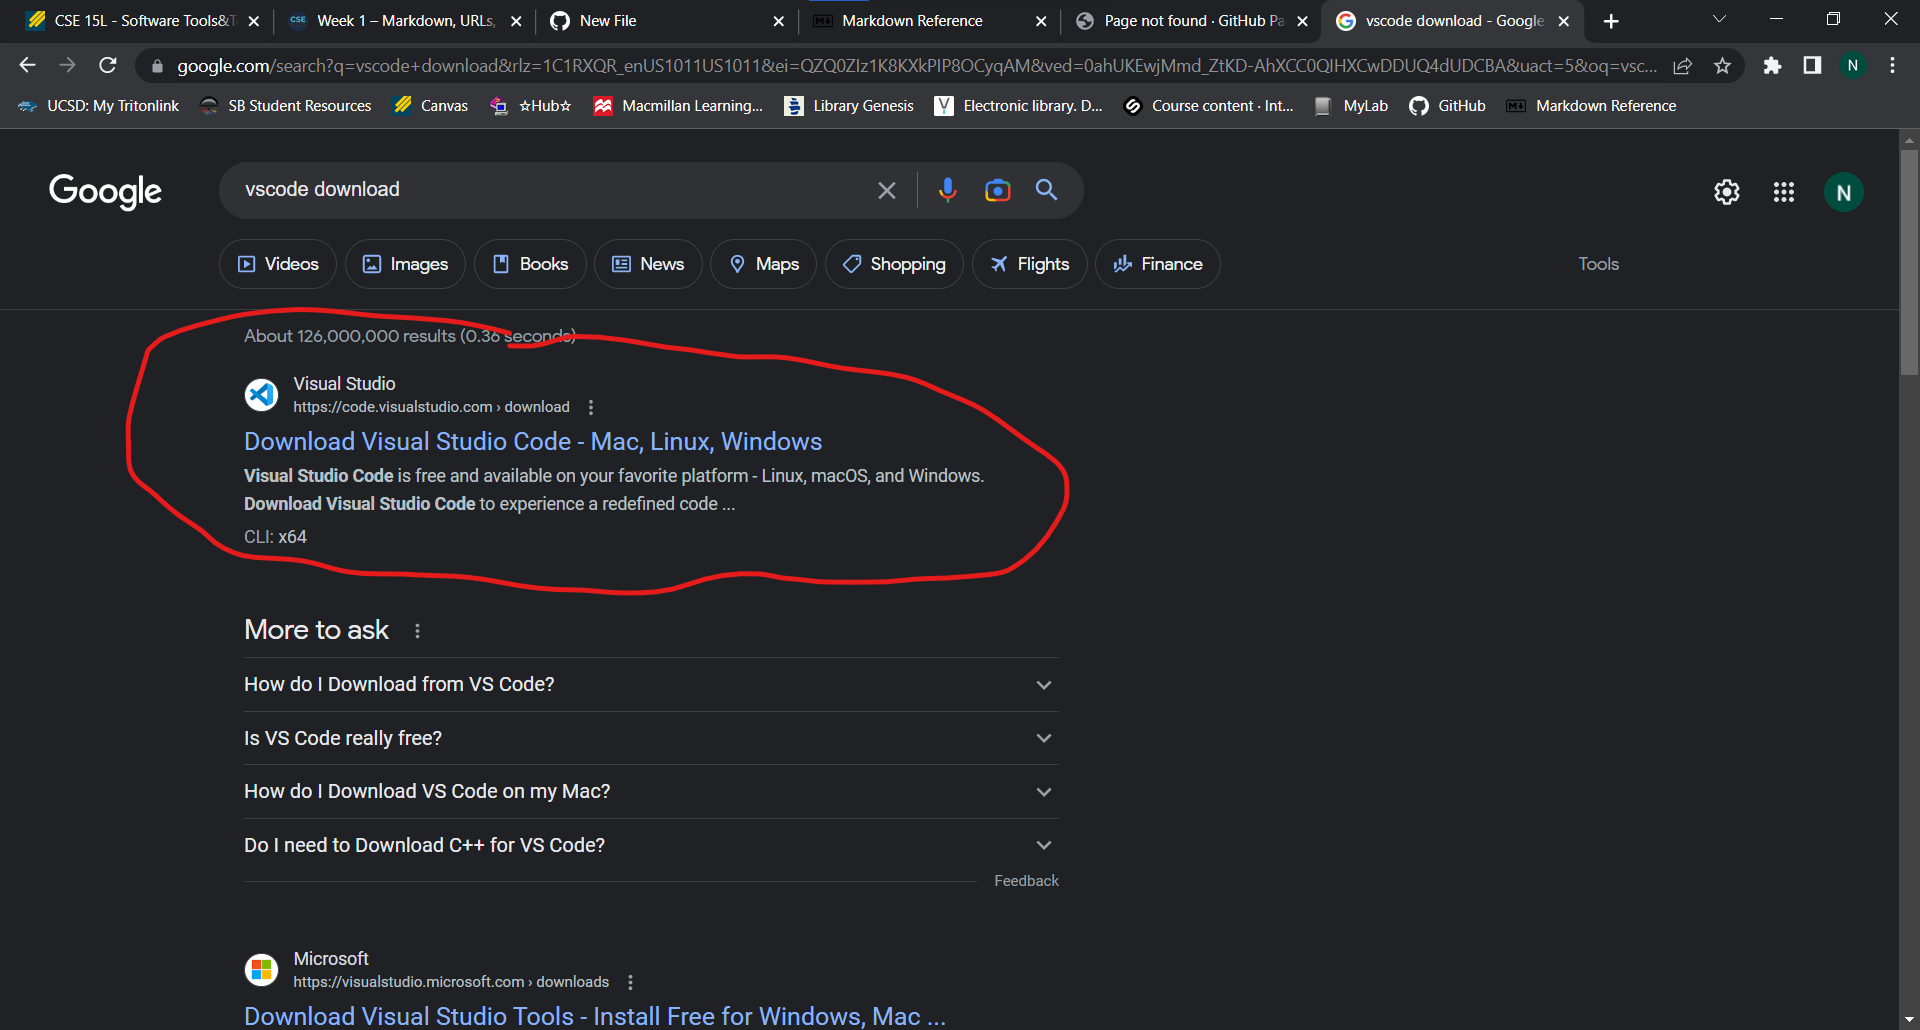 CSE 15L - Software Tools&T
CSE Week 1 – Markdown, URLs,
New File
Markdown Reference
Page not found · GitHub Pa
vscode download - Google
google.com/search?q=vscode+download&rlz=1C1RXQR_enUS1011US1011&ei=QZQ0ZIz1K8KXkPIP8OCyqAM&ved=0ahUKEwjMmd_ZtKD-AhXCC0QIHXCwDDUQ4dUDCBA&uact=5&oq=vsc...
N
UCSD: My Tritonlink
SB Student Resources
Canvas
☆Hub☆
Macmillan Learning...
Library Genesis
Electronic library. D...
Course content · Int...
MyLab
GitHub
Markdown Reference
Google
vscode download
N
Videos
Images
Books
News
Maps
Shopping
Flights
Finance
Tools
About 126,000,000 results (0.36 seconds)
Visual Studio
https://code.visualstudio.com › download
Download Visual Studio Code - Mac, Linux, Windows
Visual Studio Code is free and available on your favorite platform - Linux, macOS, and Windows.
Download Visual Studio Code to experience a redefined code ...
CLI: x64
More to ask
How do I Download from VS Code?
Is VS Code really free?
How do I Download VS Code on my Mac?
Do I need to Download C++ for VS Code?
Feedback
Microsoft
https://visualstudio.microsoft.com › downloads
Download Visual Studio Tools - Install Free for Windows, Mac ...